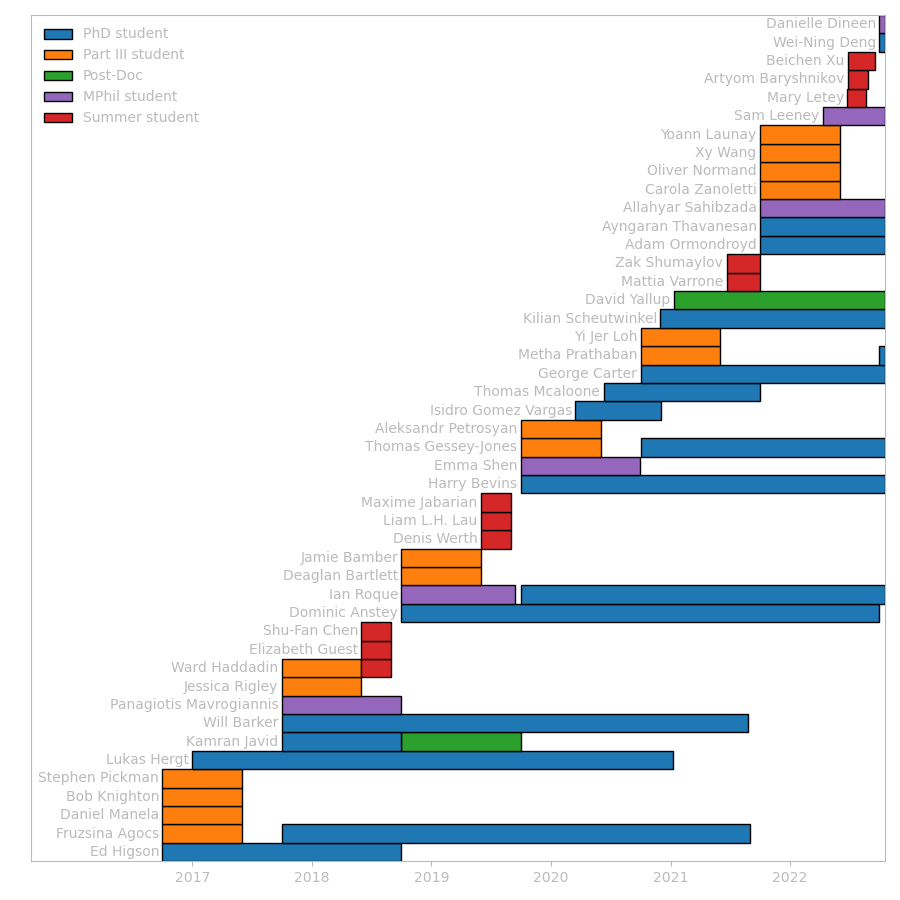 PhD student
Part III student
Post-Doc
MPhil student
Summer student
Danielle Dineen
Wei-Ning Deng
Beichen Xu
Artyom Baryshnikov
Mary Letey
Sam Leeney
Yoann Launay
Xy Wang
Oliver Normand
Carola Zanoletti
Allahyar Sahibzada
Ayngaran Thavanesan
Adam Ormondroyd
Zak Shumaylov
Mattia Varrone
David Yallup
Kilian Scheutwinkel
Yi Jer Loh
Metha Prathaban
George Carter
Thomas Mcaloone
Isidro Gomez Vargas
Aleksandr Petrosyan
Thomas Gessey-Jones
Emma Shen
Harry Bevins
Maxime Jabarian
Liam L.H. Lau
Denis Werth
Jamie Bamber
Deaglan Bartlett
Ian Roque
Dominic Anstey
Shu-Fan Chen
Elizabeth Guest
Ward Haddadin
Jessica Rigley
Panagiotis Mavrogiannis
Will Barker
Kamran Javid
Lukas Hergt
Stephen Pickman
Bob Knighton
Daniel Manela
Fruzsina Agocs
Ed Higson
2017 2018 2019 2020 2021 2022